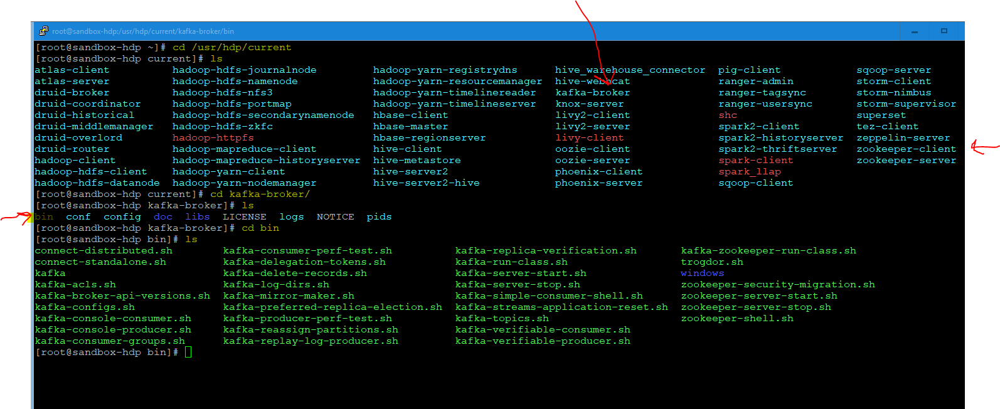 root@sandbox-hdp:/usr/hdp/current/kafka-broker/bin
[root@sandbox-hdp ~]# cd /usr/hdp/current
[root@sandbox-hdp current]# ls
atlas-client hadoop-hdfs-journalnode hadoop-yarn-registrydns hive_warehouse_connector pig-client sqoop-server
atlas-server hadoop-hdfs-namenode hadoop-yarn-resourcemanager hive-webhcat ranger-admin storm-client
druid-broker hadoop-hdfs-nfs3 hadoop-yarn-timelinereader kafka-broker ranger-tagsync storm-nimbus
druid-coordinator hadoop-hdfs-portmap hadoop-yarn-timelineserver knox-server ranger-usersync storm-supervisor
druid-historical hadoop-hdfs-secondarynamenode hbase-client livy2-client shc superset
druid-middlemanager hadoop-hdfs-zkfc hbase-master livy2-server spark2-client tez-client
druid-overlord hadoop-httpfs hbase-regionserver livy-client spark2-historyserver zeppelin-server
druid-router hadoop-mapreduce-client hive-client oozie-client spark2-thriftserver zookeeper-client
hadoop-client hadoop-mapreduce-historyserver hive-metastore oozie-server spark-client zookeeper-server
hadoop-hdfs-client hadoop-yarn-client hive-server2 phoenix-client spark_llap
hadoop-hdfs-datanode hadoop-yarn-nodemanager hive-server2-hive phoenix-server sqoop-client
[root@sandbox-hdp current]# cd kafka-broker/
[root@sandbox-hdp kafka-broker]# ls
bin conf config doc libs LICENSE logs NOTICE pids
[root@sandbox-hdp kafka-broker]# cd bin
[root@sandbox-hdp bin]# ls
connect-distributed.sh kafka-consumer-perf-test.sh kafka-replica-verification.sh kafka-zookeeper-run-class.sh
connect-standalone.sh kafka-delegation-tokens.sh kafka-run-class.sh trogdor.sh
kafka kafka-delete-records.sh kafka-server-start.sh windows
kafka-acls.sh kafka-log-dirs.sh kafka-server-stop.sh zookeeper-security-migration.sh
kafka-broker-api-versions.sh kafka-mirror-maker.sh kafka-simple-consumer-shell.sh zookeeper-server-start.sh
kafka-configs.sh kafka-preferred-replica-election.sh kafka-streams-application-reset.sh zookeeper-server-stop.sh
kafka-console-consumer.sh kafka-producer-perf-test.sh kafka-topics.sh zookeeper-shell.sh
kafka-console-producer.sh kafka-reassign-partitions.sh kafka-verifiable-consumer.sh
kafka-consumer-groups.sh kafka-replay-log-producer.sh kafka-verifiable-producer.sh
[root@sandbox-hdp bin]#